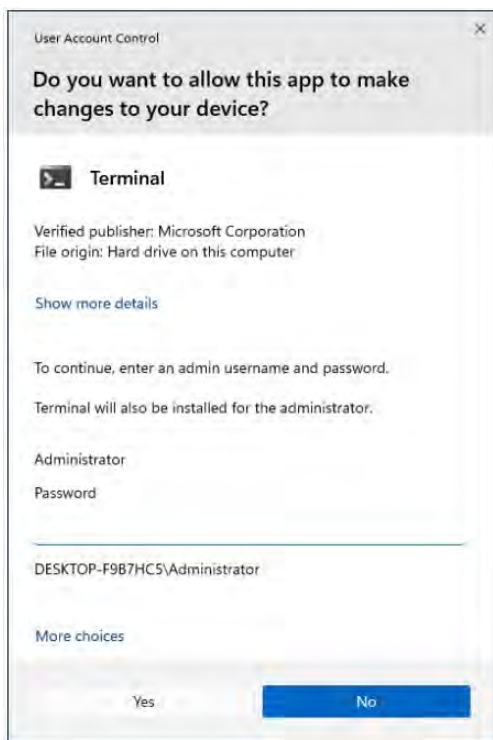 User Account Control
Do you want to allow this app to make
changes to your device?
Terminal
Verified publisher: Microsoft Corporation
File origin: Hard drive on this computer
Show more details
To continue, enter an admin username and password.
Terminal will also be installed for the administrator.
Administrator
Password
DESKTOP-F9B7HC5\Administrator
More choices
Yes
No